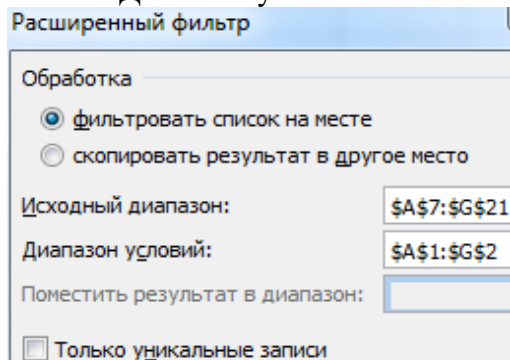 Расширенный фильтр
Обработка
фильтровать список на месте
скопировать результат в другое место
Исходный диапазон: $A$7:$G$21
Диапазон условий: $A$1:$G$2
Поместить результат в диапазон:
Только уникальные записи